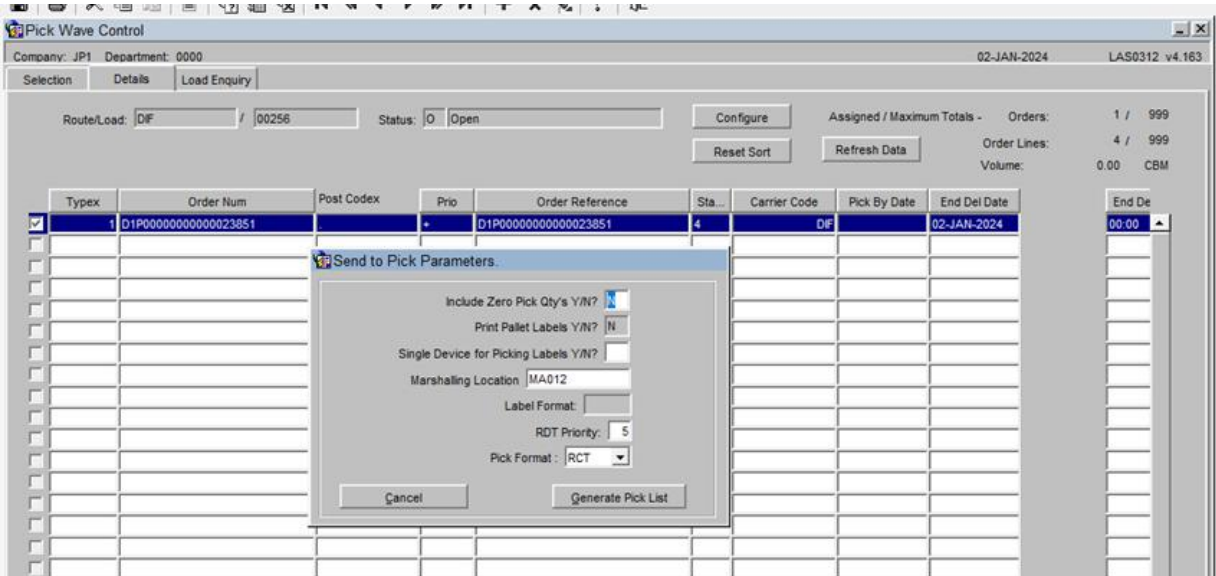 Pick Wave Control
Company: JP1 Department: 0000 02-JAN-2024 LAS0312 v4.163
Selection Details Load Enquiry
Route/Load: DIF / 00256 Status: O Open Configure Assigned / Maximum Totals - Orders: 1 / 999
Reset Sort Refresh Data Order Lines: 4 / 999
Volume: 0.00 CBM
Typex Order Num Post Codex Prio Order Reference Sta... Carrier Code Pick By Date End Del Date End De
1 D1P00000000000023851 . + D1P00000000000023851 4 DIF 02-JAN-2024 00:00
Send to Pick Parameters.
Include Zero Pick Qty's Y/N? N
Print Pallet Labels Y/N? N
Single Device for Picking Labels Y/N?
Marshalling Location MA012
Label Format:
RDT Priority: 5
Pick Format : RCT
Cancel Generate Pick List